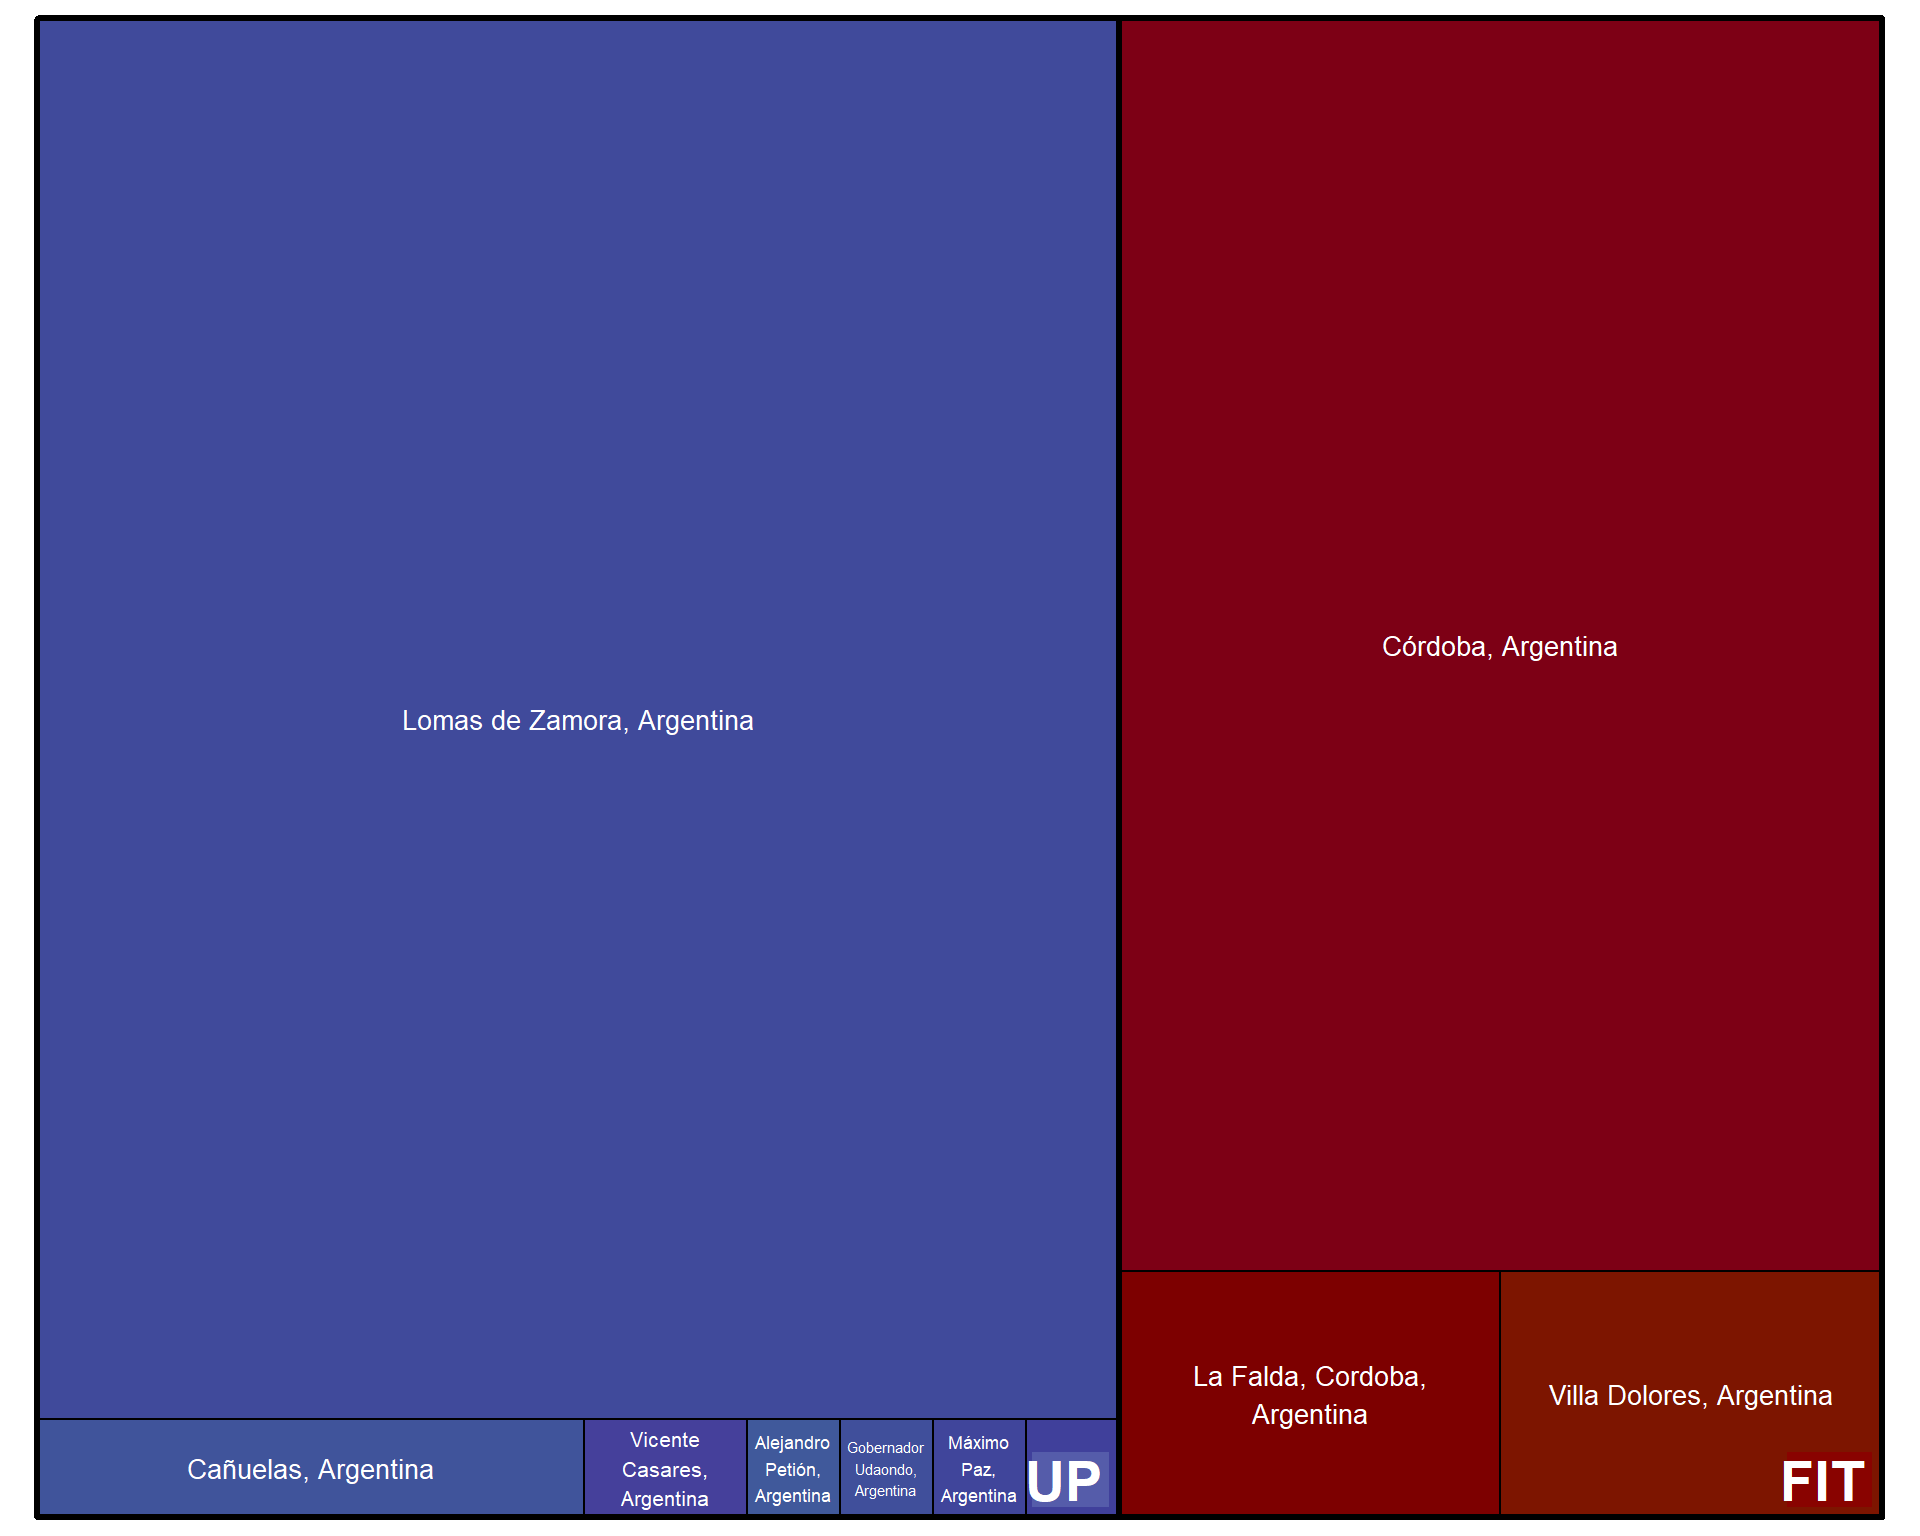 Lomas de Zamora, Argentina
Cañuelas, Argentina
Vicente
Casares,
Argentina
Alejandro
Petión,
Argentina
Gobernador
Udaondo,
Argentina
Máximo
Paz,
Argentina
UP
Córdoba, Argentina
La Falda, Cordoba,
Argentina
Villa Dolores, Argentina
FIT